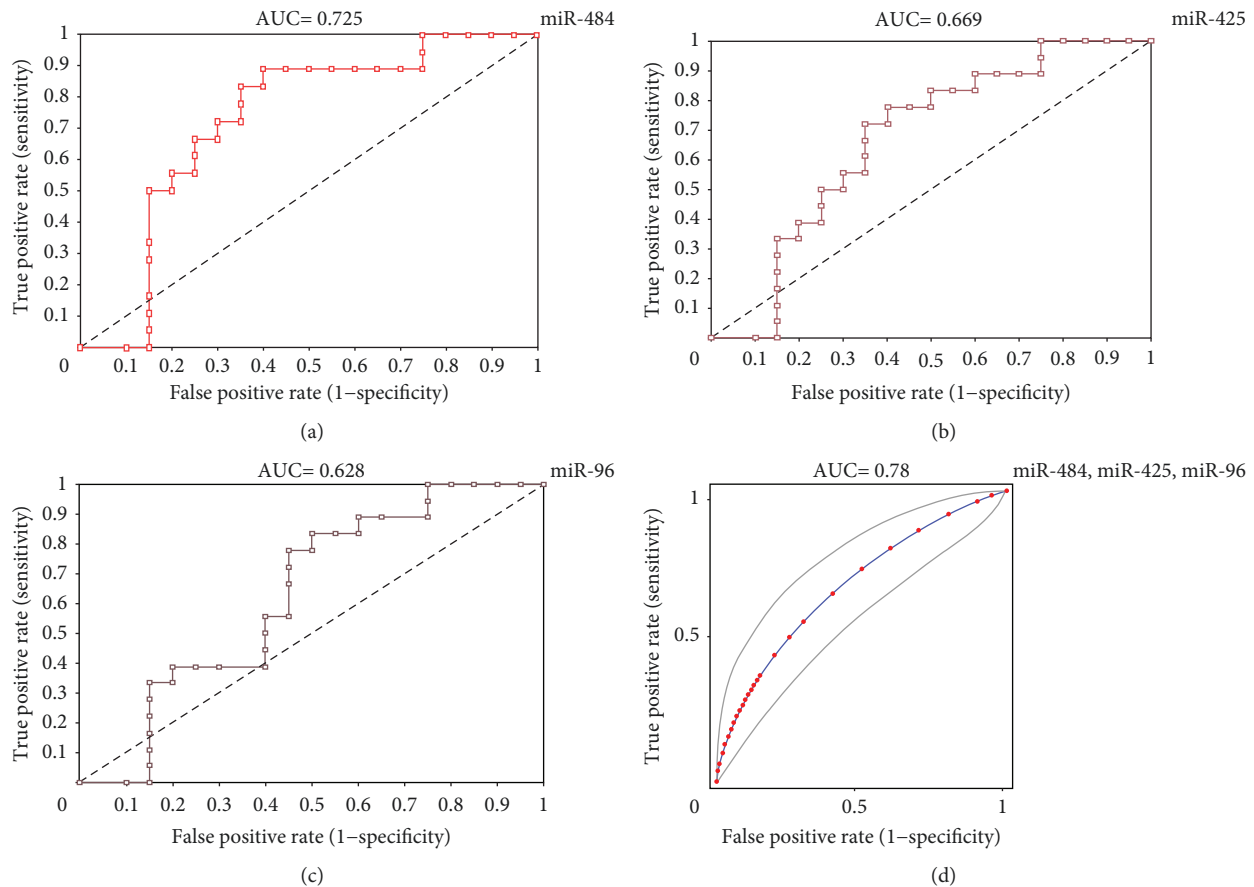 AUC= 0.725 miR-484
1
0.9
0.8
0.7
0.6
0.5
0.4
0.3
0.2
0.1
True positive rate (sensitivity)
0 0.1 0.2 0.3 0.4 0.5 0.6 0.7 0.8 0.9 1
False positive rate (1−specificity)
(a)
AUC= 0.669 miR-425
1
0.9
0.8
0.7
0.6
0.5
0.4
0.3
0.2
0.1
True positive rate (sensitivity)
0 0.1 0.2 0.3 0.4 0.5 0.6 0.7 0.8 0.9 1
False positive rate (1−specificity)
(b)
AUC= 0.628 miR-96
1
0.9
0.8
0.7
0.6
0.5
0.4
0.3
0.2
0.1
True positive rate (sensitivity)
0 0.1 0.2 0.3 0.4 0.5 0.6 0.7 0.8 0.9 1
False positive rate (1−specificity)
(c)
AUC= 0.78 miR-484, miR-425, miR-96
1
0.5
True positive rate (sensitivity)
0 0.5 1
False positive rate (1−specificity)
(d)